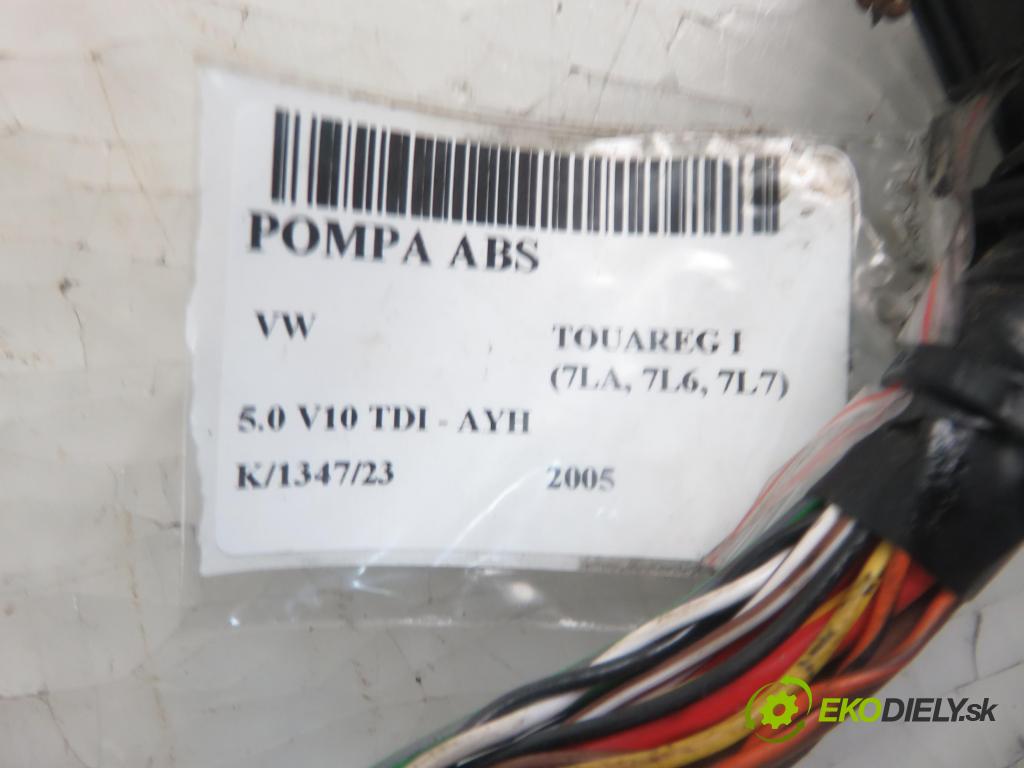 POMPA ABS
VW
TOUAREG I
(7LA, 7L6, 7L7)
5.0 V10 TDI - AYH
K/1347/23
2005
EKODIELY.sk